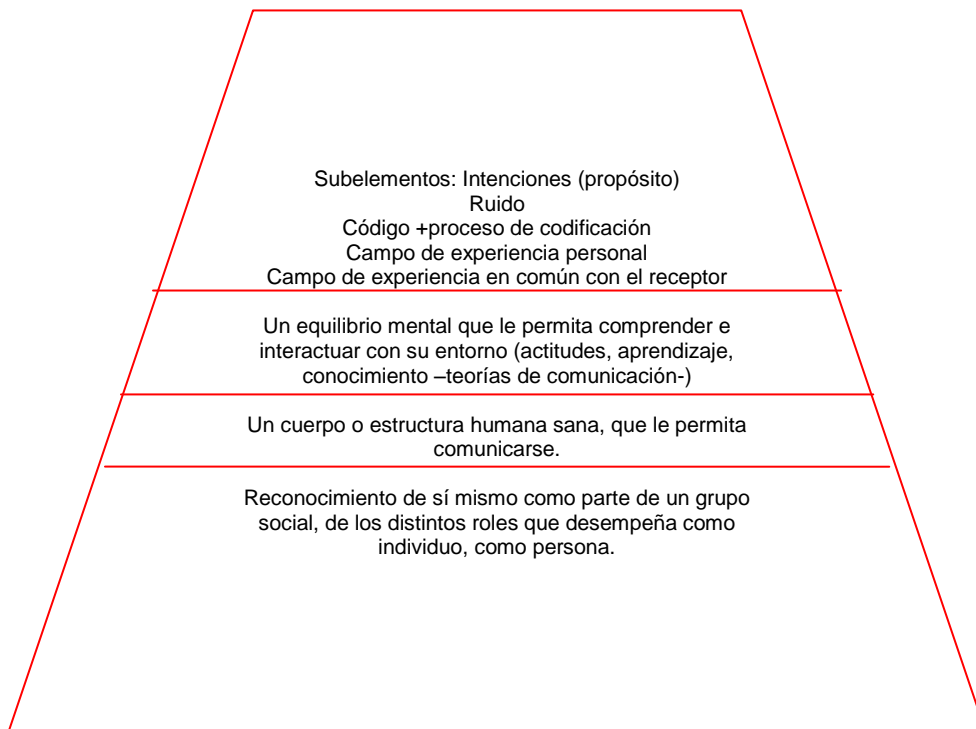 Subelementos: Intenciones (propósito)
Ruido
Código +proceso de codificación
Campo de experiencia personal
Campo de experiencia en común con el receptor
Un equilibrio mental que le permita comprender e
interactuar con su entorno (actitudes, aprendizaje,
conocimiento –teorías de comunicación-)
Un cuerpo o estructura humana sana, que le permita
comunicarse.
Reconocimiento de sí mismo como parte de un grupo
social, de los distintos roles que desempeña como
individuo, como persona.